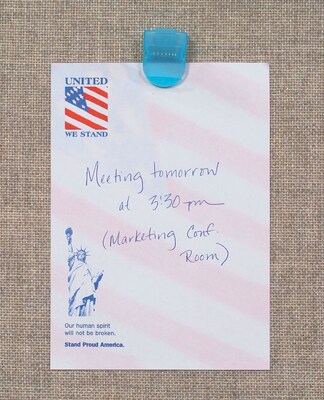 UNITED
WE STAND
Meeting tomorrow
at 3:30 pm
(Marketing Conf.
Room)
Our human spirit
will not be broken.
Stand Proud America.